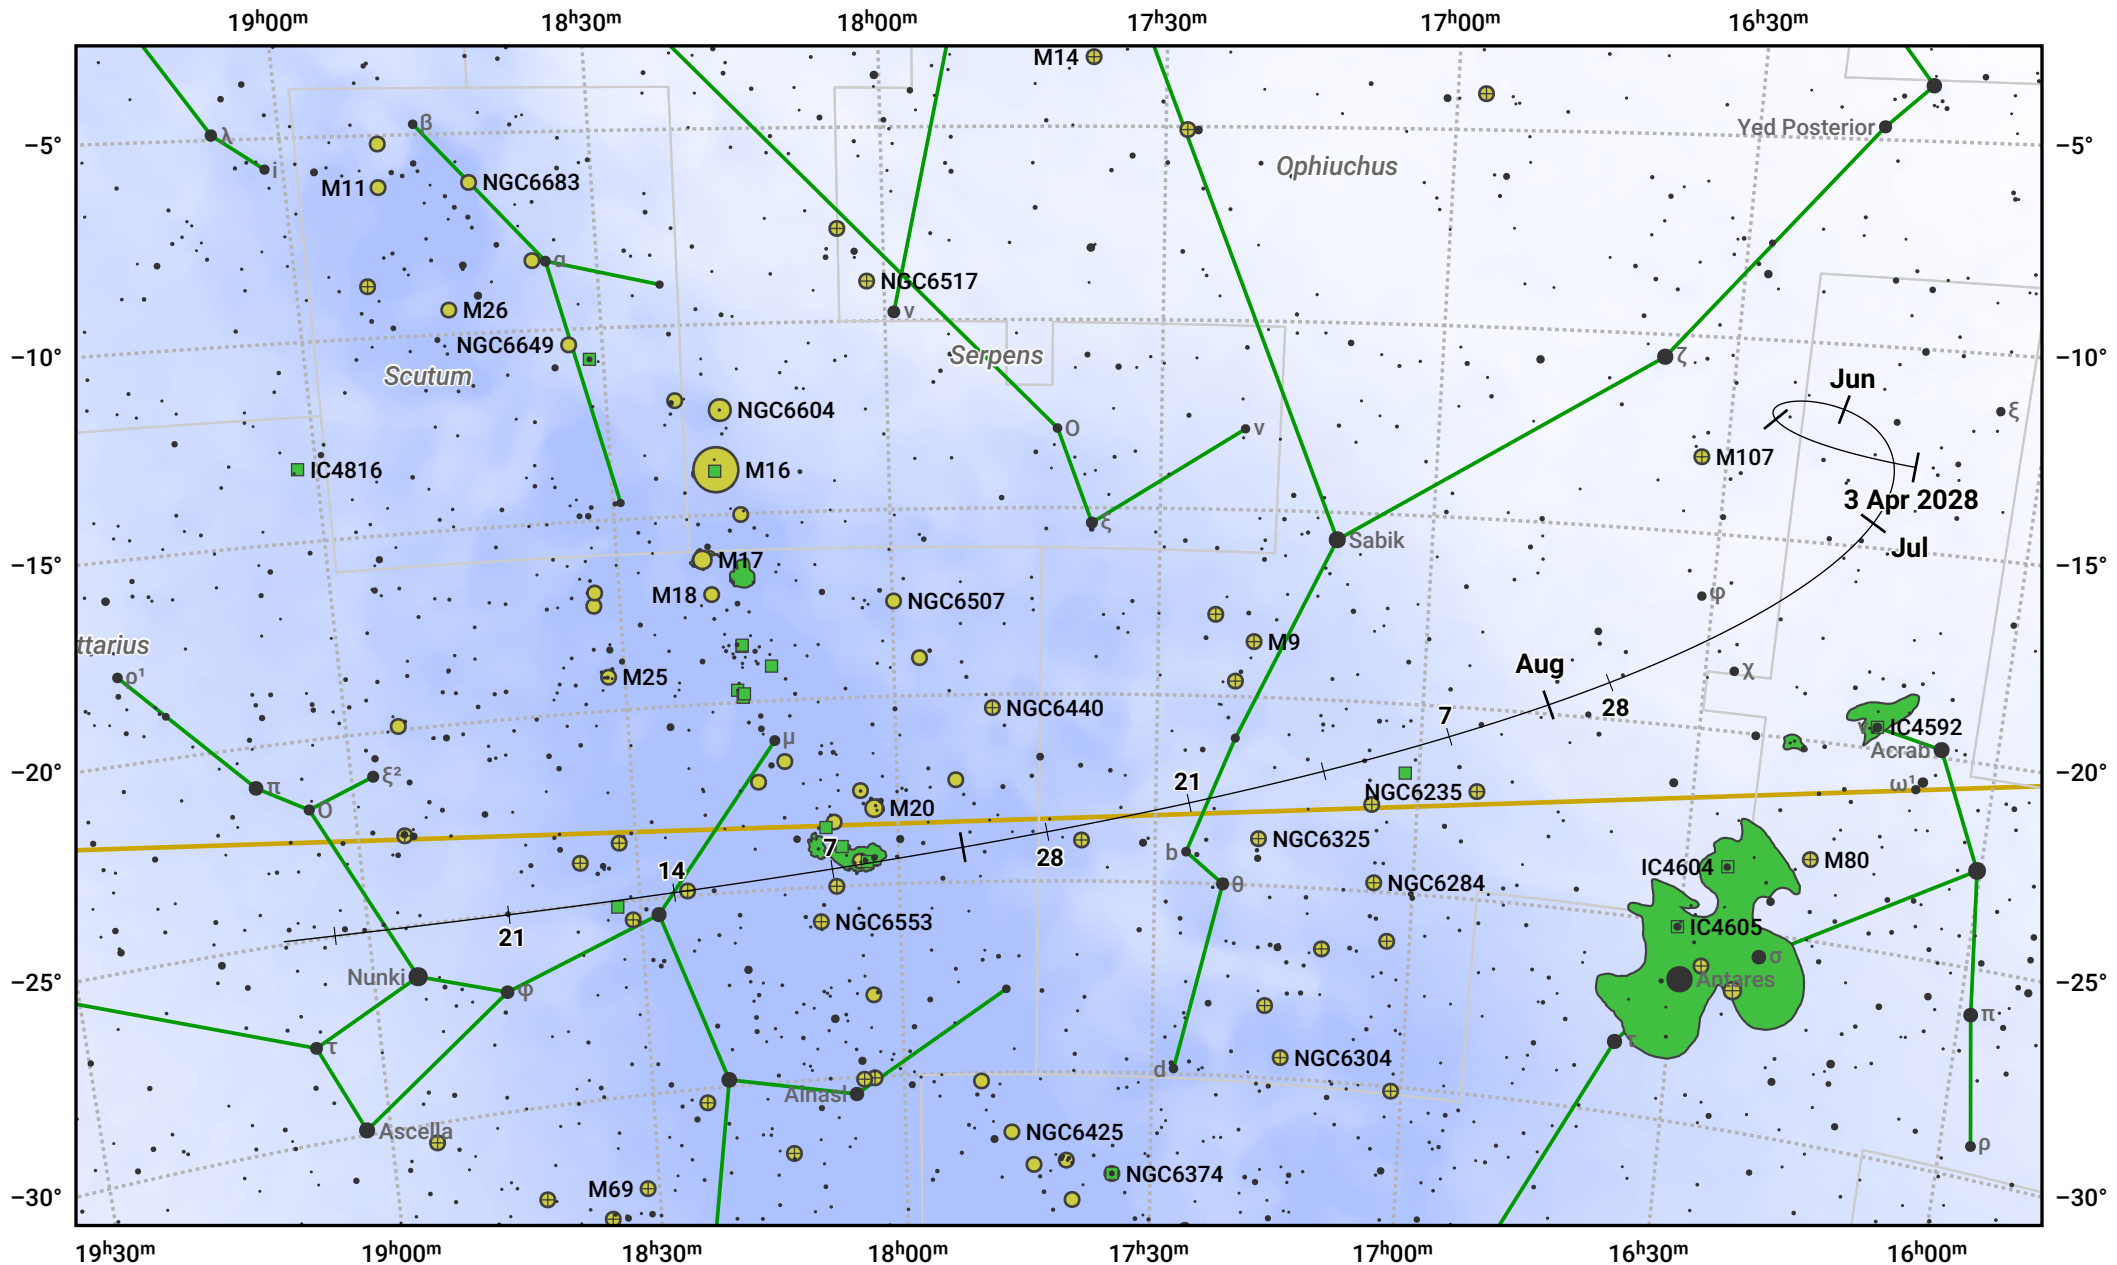 19h00m 18h30m 18h00m 17h30m 17h00m 16h30m
M14
λ
β
Yed Posterior
−5° −5°
Ophiuchus
i
M11
NGC6683
α
NGC6517
ν
M26
NGC6649
Serpens
ζ
−10° −10°
Scutum
Jun
NGC6604
ξ
O
ν
M107
IC4816
M16
3 Apr 2028
ξ
Sabik
Jul
M17
−15° −15°
M18
NGC6507
φ
ttarius
M9
Aug
χ
ο¹
M25
28
NGC6440
7
ν
IC4592
μ
Acrab
−20° −20°
ξ²
π
21
NGC6235
ω¹
O
M20
7
28
NGC6325
b
M80
14
IC4604
θ
NGC6284
NGC6553
IC4605
21
σ
Nunki
Antares
−25° −25°
φ
π
τ
τ
NGC6304
d
Alnasl
Ascella
NGC6425
ρ
NGC6374
M69
−30° −30°
19h30m 19h00m 18h30m 18h00m 17h30m 17h00m 16h30m 16h00m